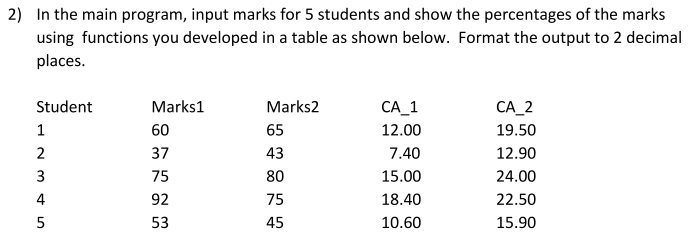 2) In the main program, input marks for 5 students and show the percentages of the marks
using functions you developed in a table as shown below. Format the output to 2 decimal
places.
Student Marks1 Marks2 CA_1 CA_2
1 60 65 12.00 19.50
2 37 43 7.40 12.90
3 75 80 15.00 24.00
4 92 75 18.40 22.50
5 53 45 10.60 15.90